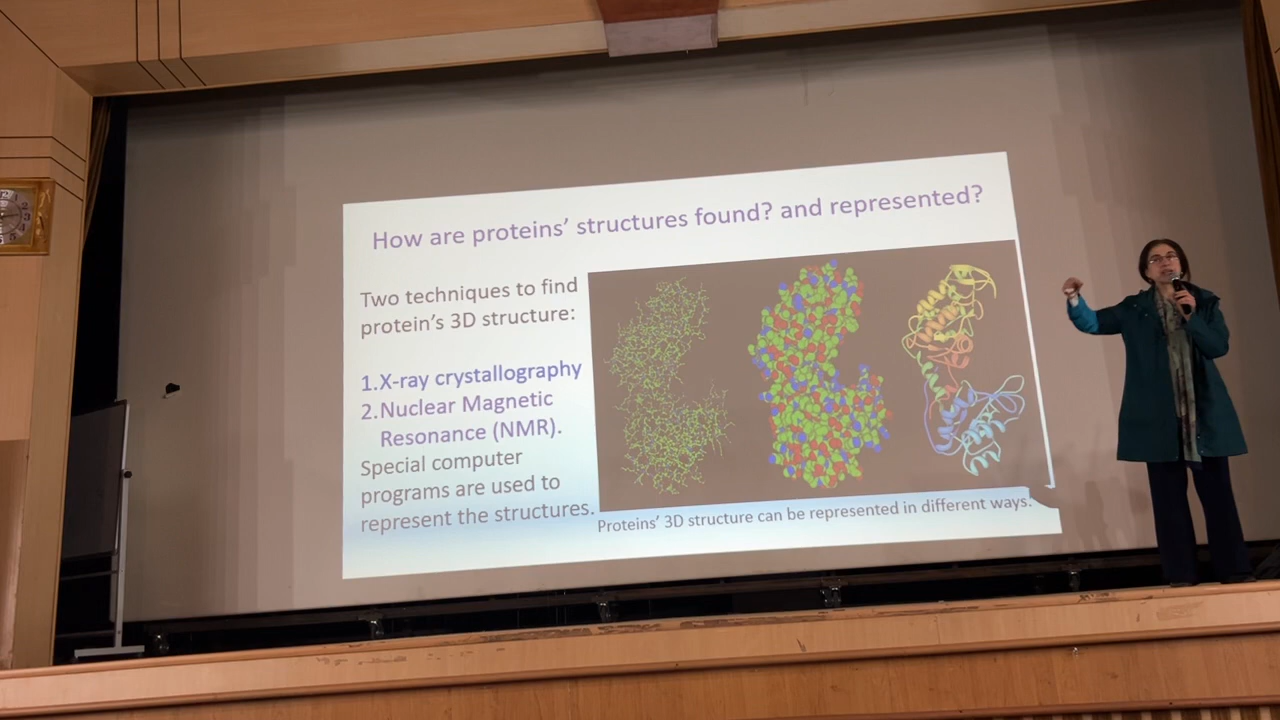 How are proteins' structures found? and represented?
Two techniques to find
protein's 3D structure:
1.X-ray crystallography
2.Nuclear Magnetic
Resonance (NMR).
Special computer
programs are used to
represent the structures.
Proteins' 3D structure can be represented in different ways.